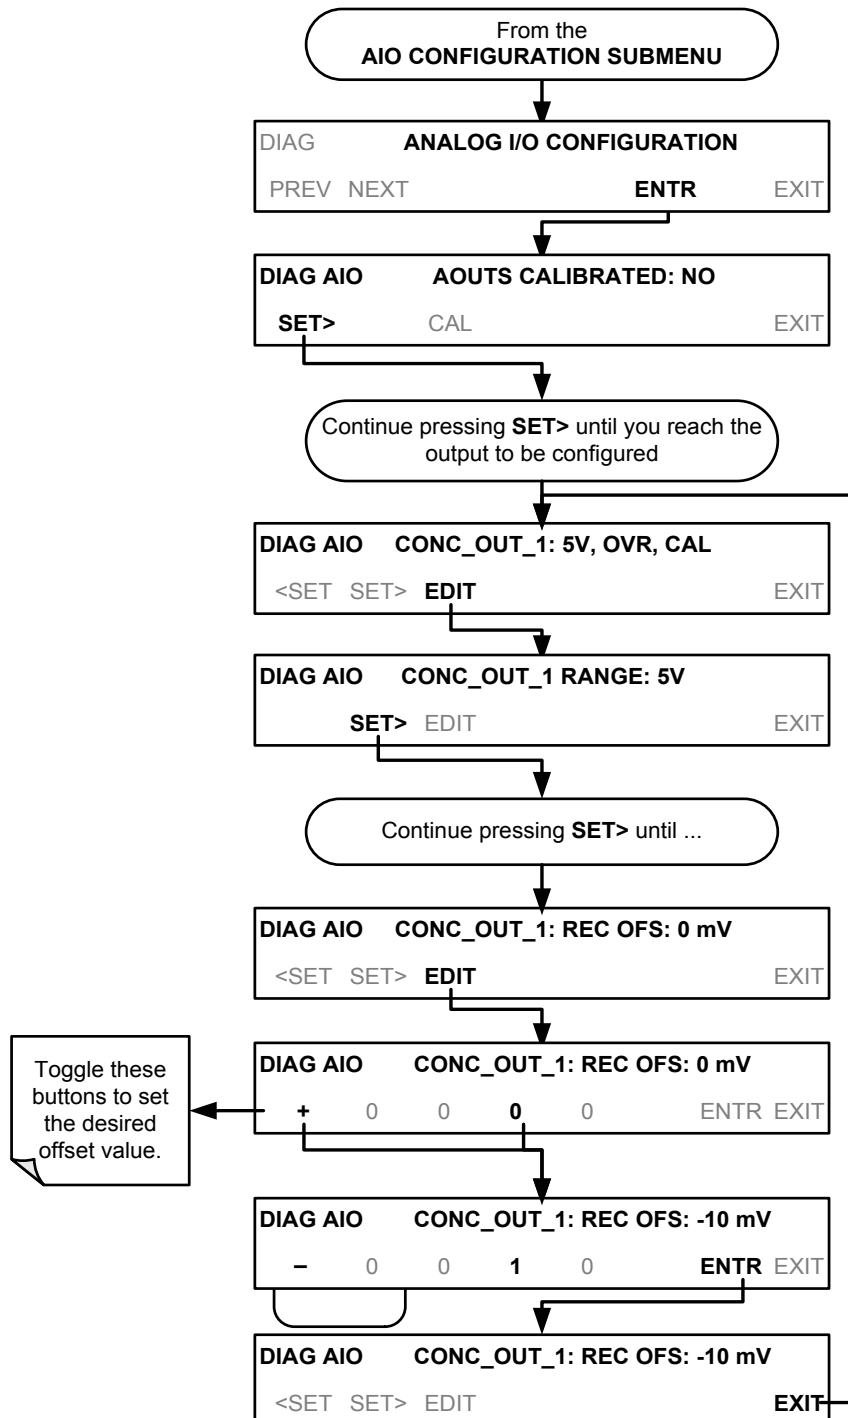 From the
AIO CONFIGURATION SUBMENU
DIAG ANALOG I/O CONFIGURATION
PREV NEXT ENTR EXIT
DIAG AIO AOUTS CALIBRATED: NO
SET> CAL EXIT
Continue pressing SET> until you reach the
output to be configured
DIAG AIO CONC_OUT_1: 5V, OVR, CAL
<SET SET> EDIT EXIT
DIAG AIO CONC_OUT_1 RANGE: 5V
SET> EDIT EXIT
Continue pressing SET> until ...
DIAG AIO CONC_OUT_1: REC OFS: 0 mV
<SET SET> EDIT EXIT
Toggle these
buttons to set
the desired
offset value.
DIAG AIO CONC_OUT_1: REC OFS: 0 mV
+ 0 0 0 0 ENTR EXIT
DIAG AIO CONC_OUT_1: REC OFS: -10 mV
– 0 0 1 0 ENTR EXIT
DIAG AIO CONC_OUT_1: REC OFS: -10 mV
<SET SET> EDIT EXIT